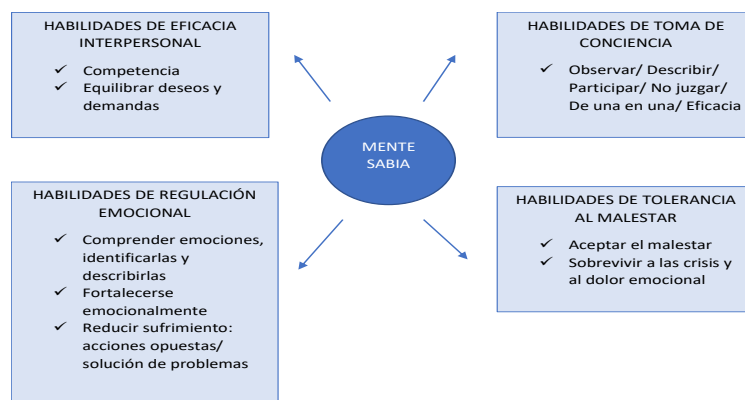 HABILIDADES DE EFICACIA
INTERPERSONAL
✓ Competencia
✓ Equilibrar deseos y
demandas
HABILIDADES DE TOMA DE
CONCIENCIA
✓ Observar/ Describir/
Participar/ No juzgar/
De una en una/ Eficacia
MENTE
SABIA
HABILIDADES DE REGULACIÓN
EMOCIONAL
✓ Comprender emociones,
identificarlas y
describirlas
✓ Fortalecerse
emocionalmente
✓ Reducir sufrimiento:
acciones opuestas/
solución de problemas
HABILIDADES DE TOLERANCIA
AL MALESTAR
✓ Aceptar el malestar
✓ Sobrevivir a las crisis y
al dolor emocional